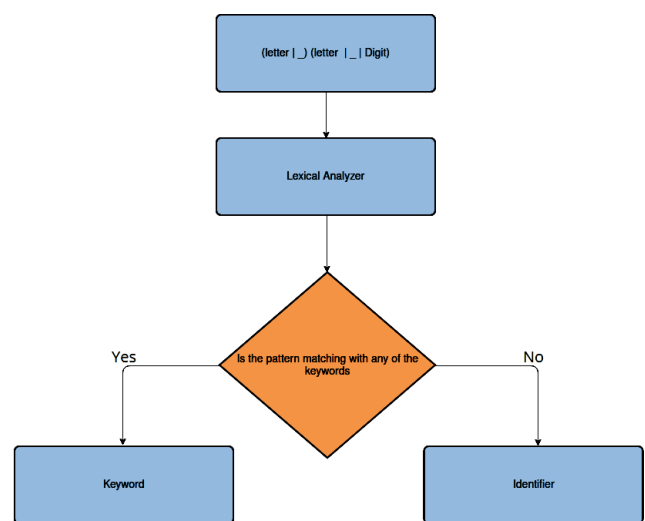 (letter | _) (letter | _ | Digit)
Lexical Analyzer
Is the pattern matching with any of the
keywords
Yes
No
Keyword
Identifier